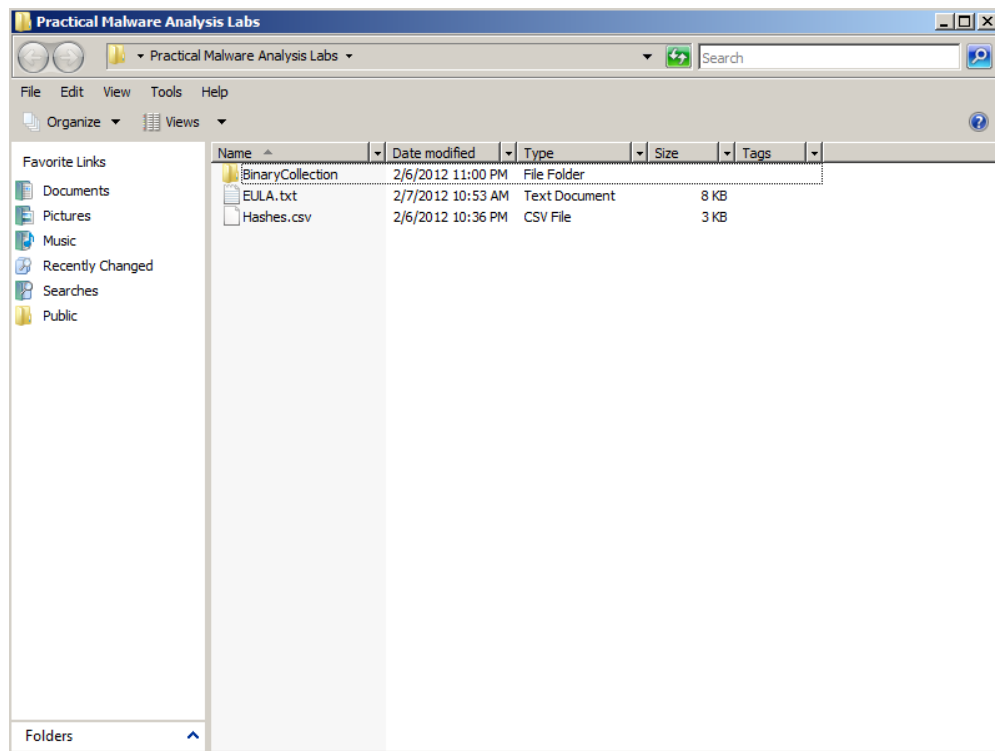 Practical Malware Analysis Labs
Practical Malware Analysis Labs
Search
File Edit View Tools Help
Organize Views
Favorite Links
Documents
Pictures
Music
Recently Changed
Searches
Public
Folders
Name Date modified Type Size Tags
BinaryCollection 2/6/2012 11:00 PM File Folder
EULA.txt 2/7/2012 10:53 AM Text Document 8 KB
Hashes.csv 2/6/2012 10:36 PM CSV File 3 KB